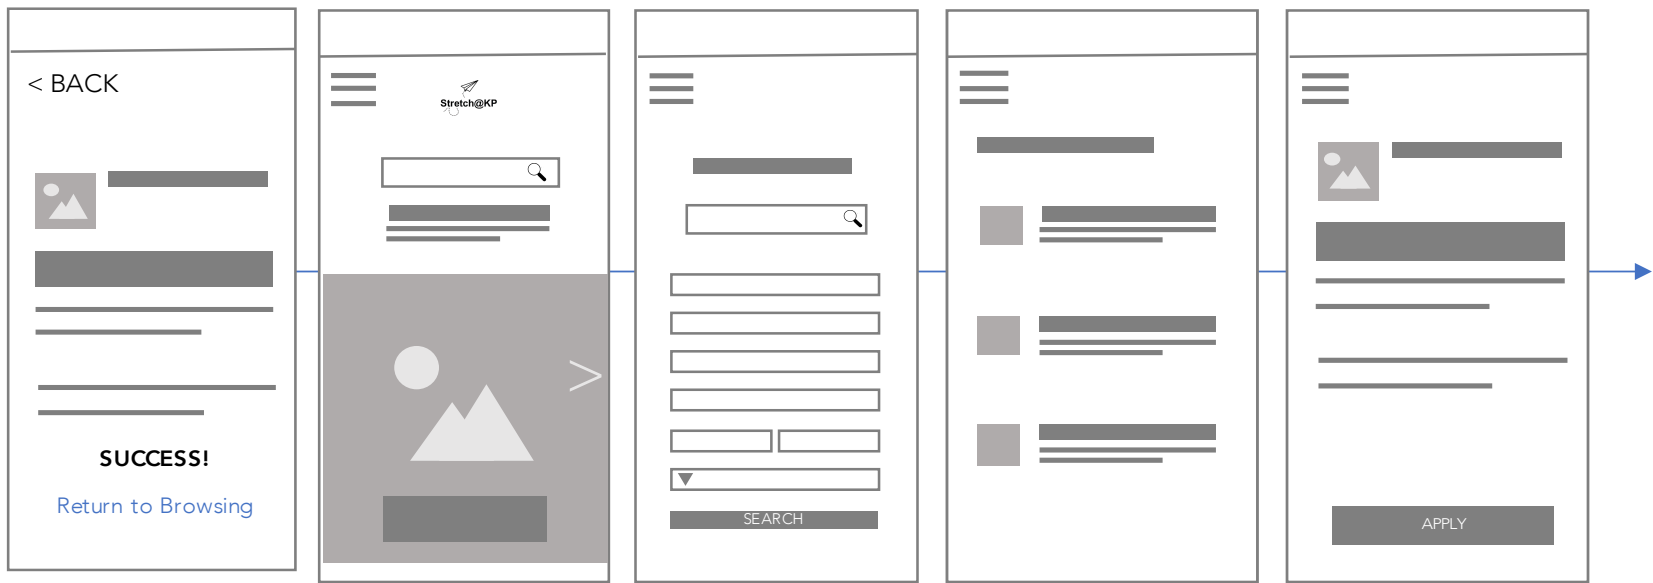 < BACK
SUCCESS!
Return to Browsing
Stretch@KP
SEARCH
APPLY